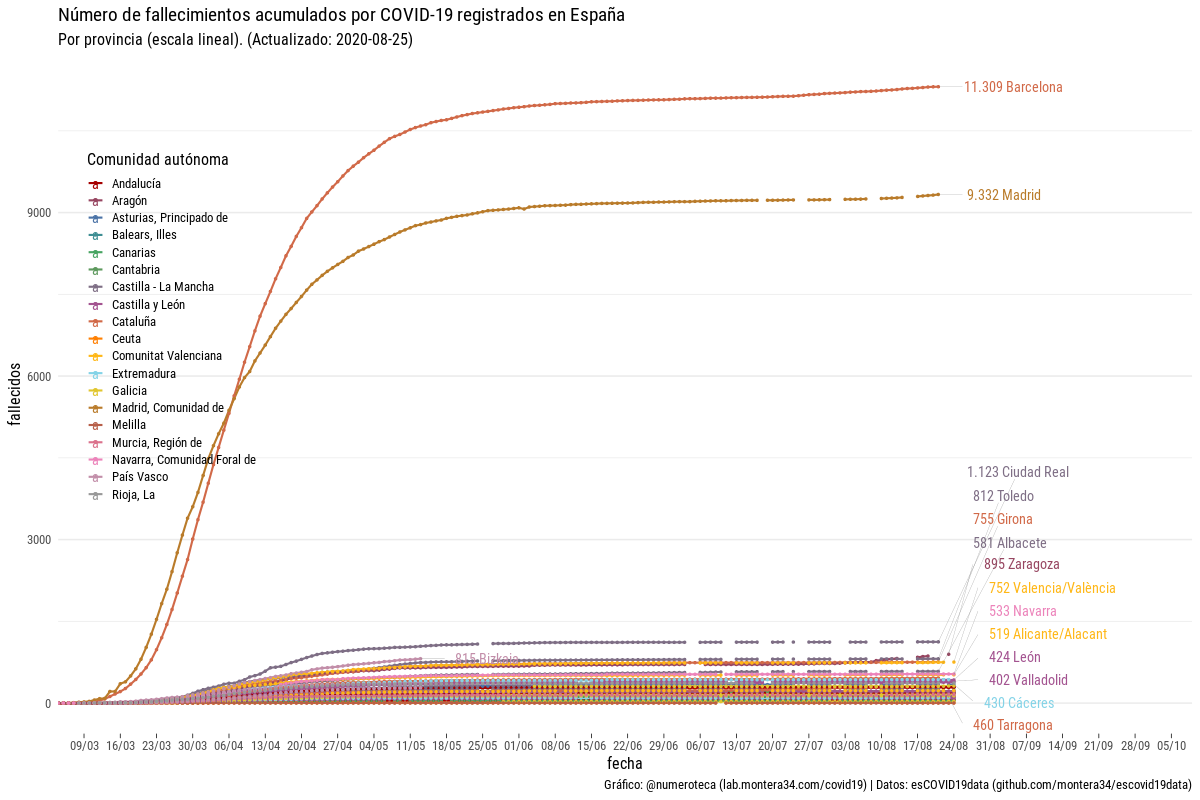 Número de fallecimientos acumulados por COVID-19 registrados en España
Por provincia (escala lineal). (Actualizado: 2020-08-25)
11.309 Barcelona
Comunidad autónoma
Andalucía
Aragón
Asturias, Principado de
Balears, Illes
Canarias
Cantabria
Castilla - La Mancha
Castilla y León
Cataluña
Ceuta
Comunitat Valenciana
Extremadura
Galicia
Madrid, Comunidad de
Melilla
Murcia, Región de
Navarra, Comunidad Foral de
País Vasco
Rioja, La
9.332 Madrid
9000
6000
3000
0
fallecidos
1.123 Ciudad Real
812 Toledo
755 Girona
581 Albacete
895 Zaragoza
752 Valencia/València
533 Navarra
519 Alicante/Alacant
815 Bizkaia
424 León
402 Valladolid
430 Cáceres
460 Tarragona
09/03 16/03 23/03 30/03 06/04 13/04 20/04 27/04 04/05 11/05 18/05 25/05 01/06 08/06 15/06 22/06 29/06 06/07 13/07 20/07 27/07 03/08 10/08 17/08 24/08 31/08 07/09 14/09 21/09 28/09 05/10
fecha
Gráfico: @numeroteca (lab.montera34.com/covid19) | Datos: esCOVID19data (github.com/montera34/escovid19data)